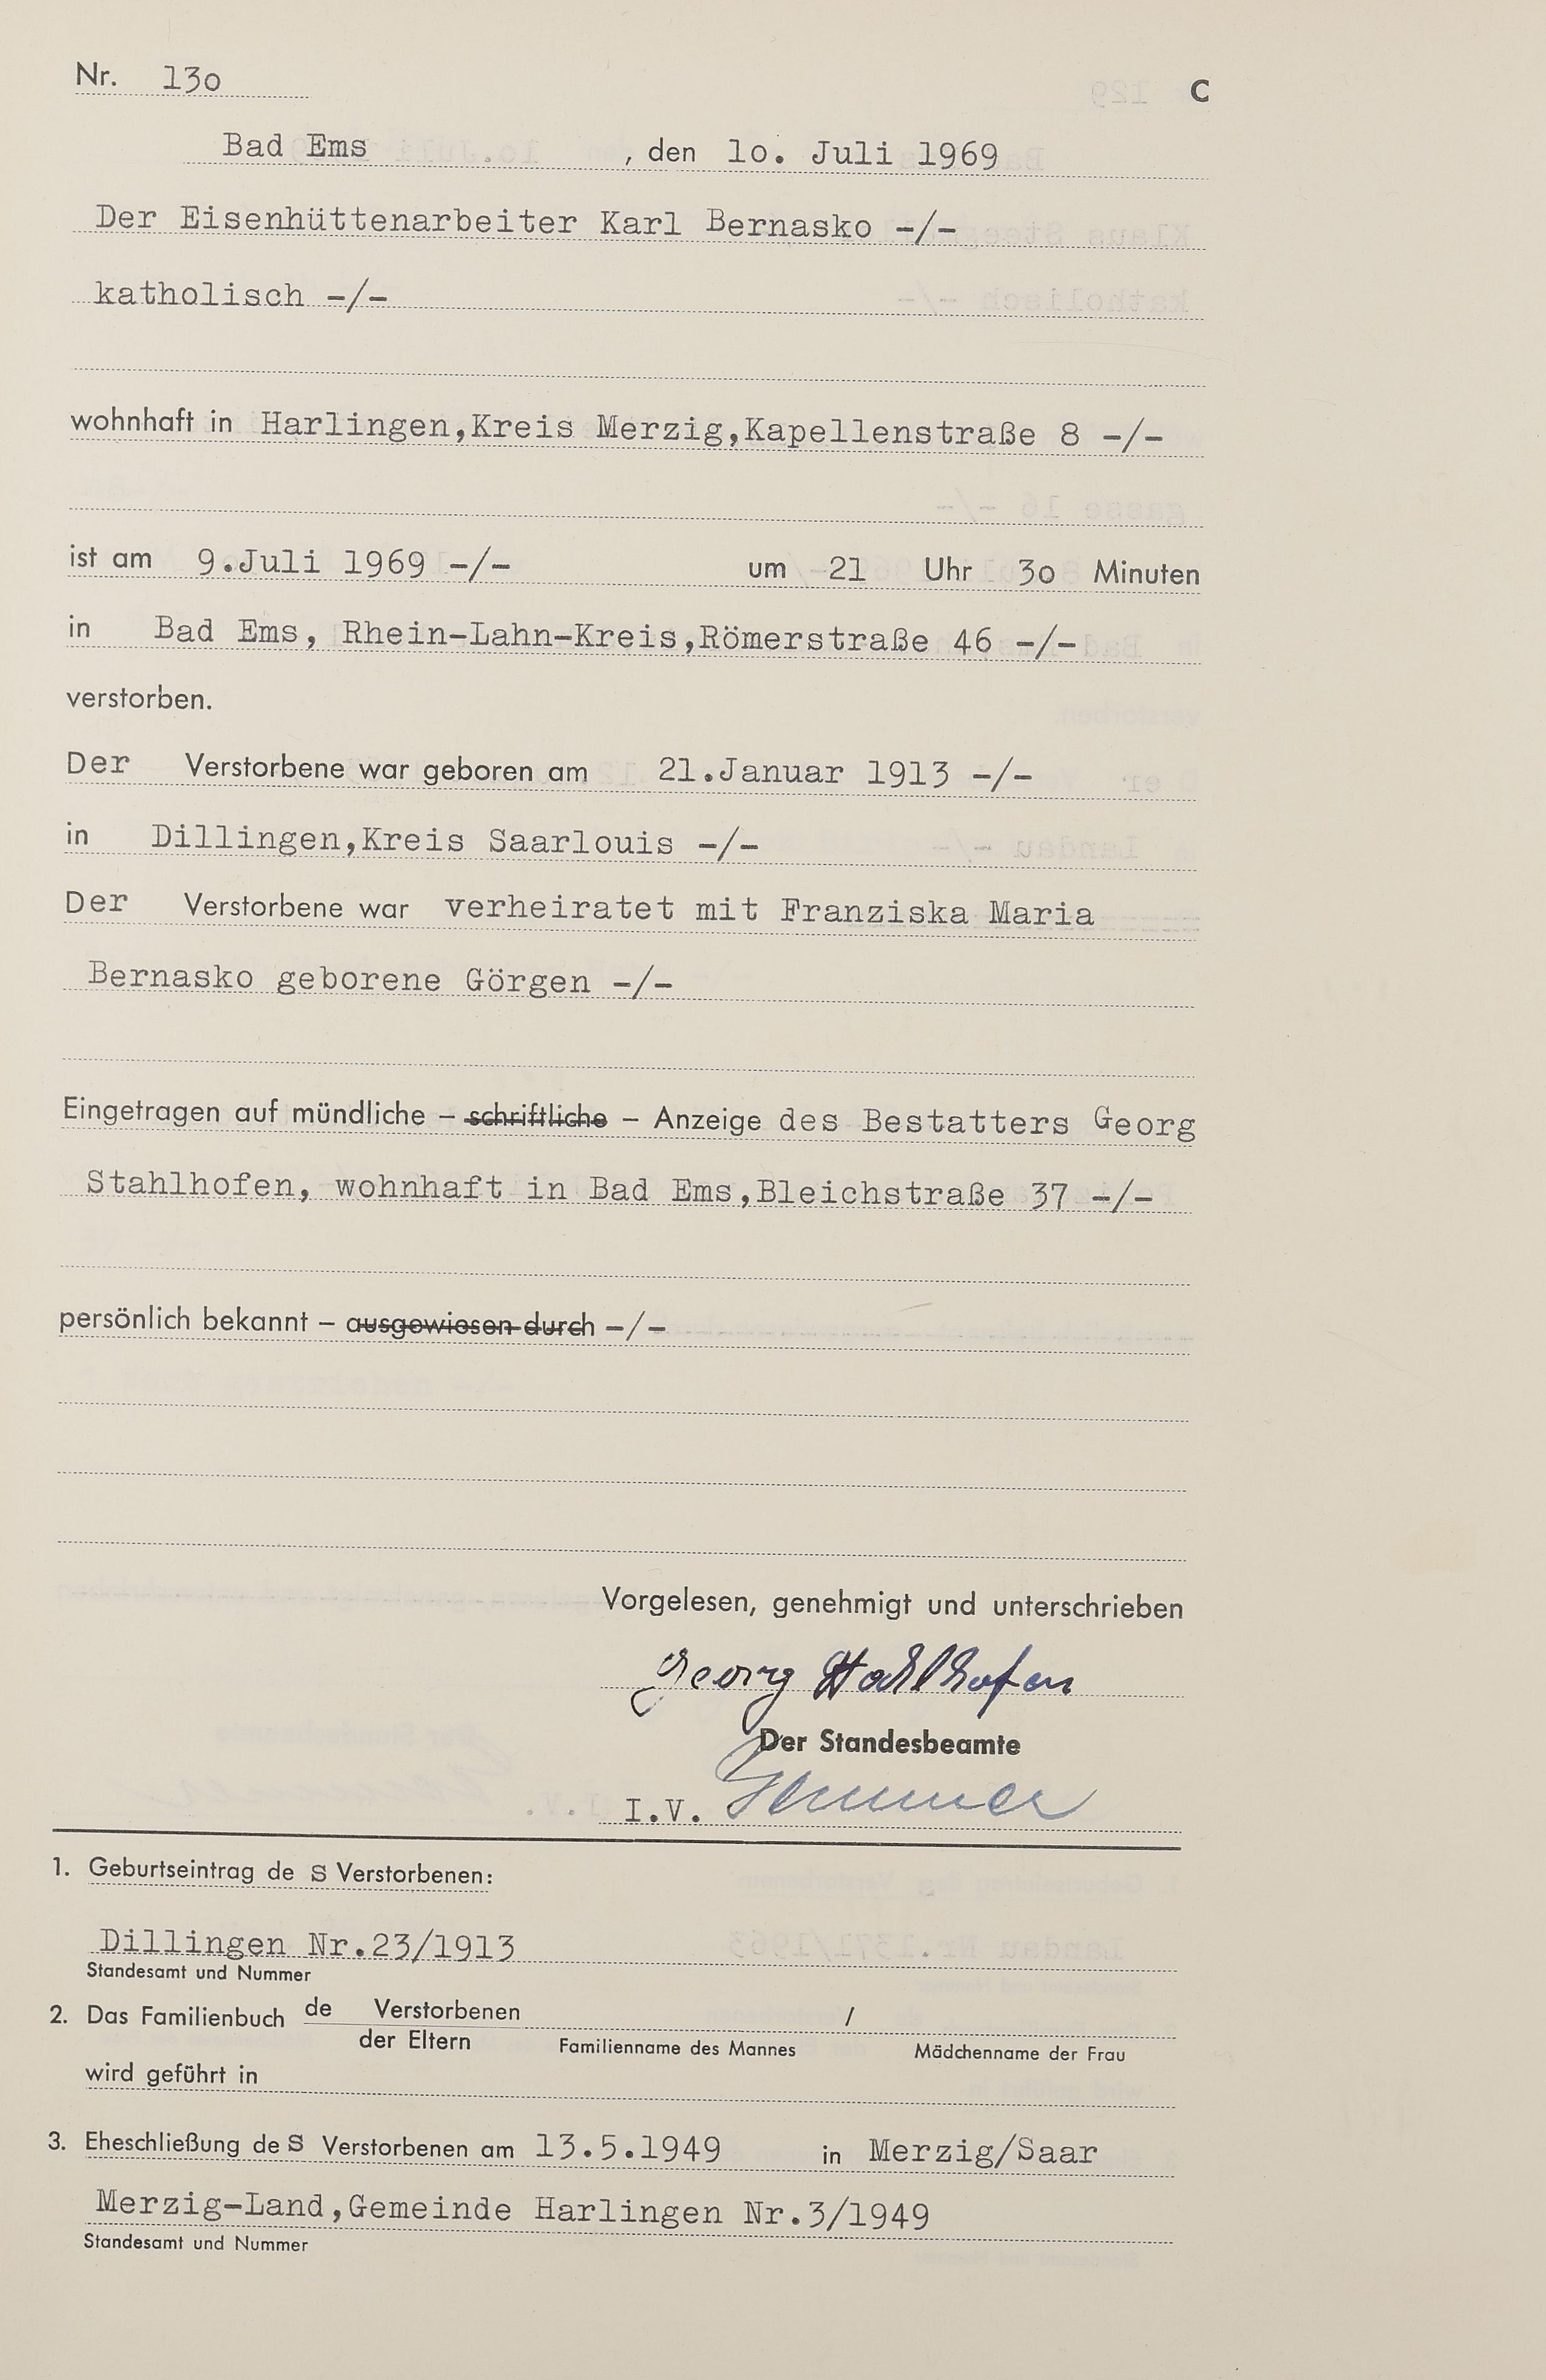 Nr. 13o
C
Bad Ems , den 1o. Juli 1969
Der Eisenhüttenarbeiter Karl Bernasko -/-
katholisch -/-
wohnhaft in Harlingen,Kreis Merzig,Kapellenstraße 8 -/-
ist am 9.Juli 1969 -/- um 21 Uhr 3o Minuten
in Bad Ems, Rhein-Lahn-Kreis,Römerstraße 46 -/-
verstorben.
Der Verstorbene war geboren am 21.Januar 1913 -/-
in Dillingen,Kreis Saarlouis -/-
Der Verstorbene war verheiratet mit Franziska Maria
Bernasko geborene Görgen -/-
Eingetragen auf mündliche – schriftliche – Anzeige des Bestatters Georg
Stahlhofen, wohnhaft in Bad Ems,Bleichstraße 37 -/-
persönlich bekannt – ausgewiesen durch -/-
Vorgelesen, genehmigt und unterschrieben
Georg Stahlhofen
Der Standesbeamte
I.V.
1. Geburtseintrag de s Verstorbenen:
Dillingen Nr.23/1913
Standesamt und Nummer
2. Das Familienbuch de Verstorbenen /
der Eltern Familienname des Mannes Mädchenname der Frau
wird geführt in
3. Eheschließung de s Verstorbenen am 13.5.1949 in Merzig/Saar
Merzig-Land,Gemeinde Harlingen Nr.3/1949
Standesamt und Nummer